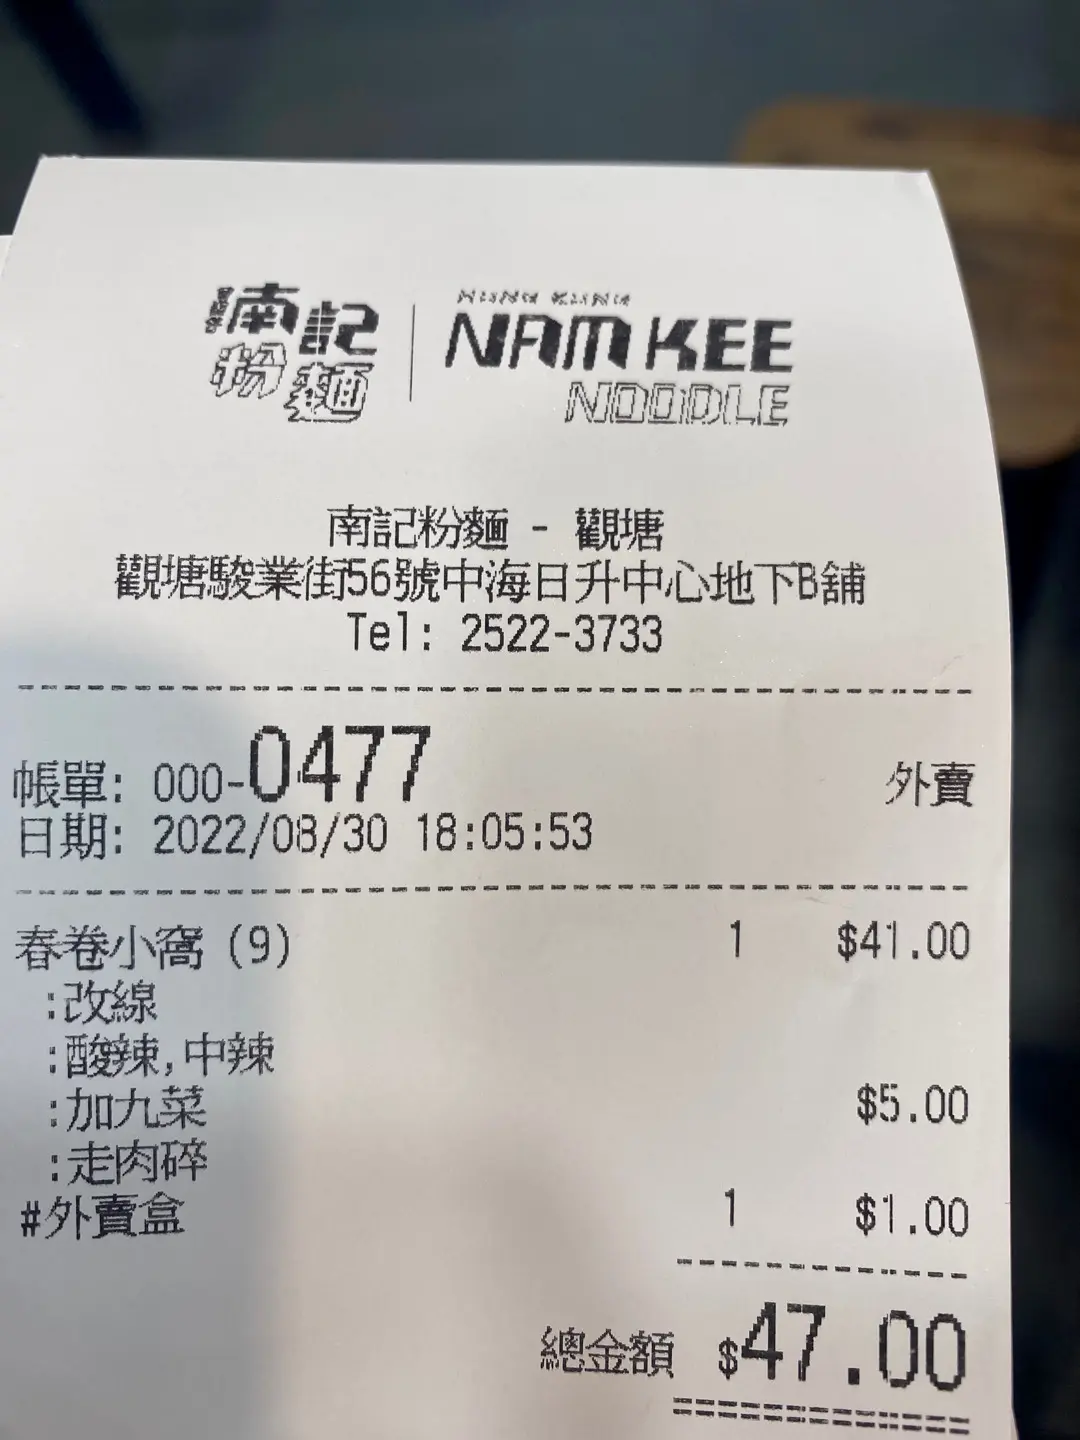 南記 粉麵
NAM KEE
NOODLE
南記粉麵 - 觀塘
觀塘駿業街56號中海日升中心地下B舖
Tel: 2522-3733
帳單: 000-0477 外賣
日期: 2022/08/30 18:05:53
春卷小窩 (9) 1 $41.00
:改線
:酸辣,中辣
:加九菜 $5.00
:走肉碎
#外賣盒 1 $1.00
總金額 $47.00